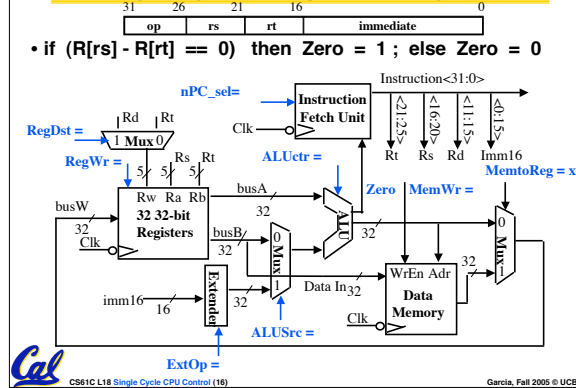 31 26 21 16 0
op rs rt immediate
• if (R[rs] - R[rt] == 0) then Zero = 1 ; else Zero = 0
Instruction<31:0>
nPC_sel=
Instruction
Fetch Unit
Clk
<21:25>
<16:20>
<11:15>
<0:15>
Rt Rs Rd Imm16
Rd Rt
RegDst =
1 Mux 0
RegWr =
5 5 5
Rs Rt
ALUctr =
MemtoReg = x
Zero MemWr =
busA
Rw Ra Rb
busW
32
32 32-bit
Registers
32
busB
32
Clk
0
Mux
1
ALU
32
0
Mux
1
32
WrEn Adr
Data In
32
Data
Memory
Clk
imm16
16
Extender
32
ALUSrc =
ExtOp =
Cal
CS61C L18 Single Cycle CPU Control (16)
Garcia, Fall 2005 © UCB